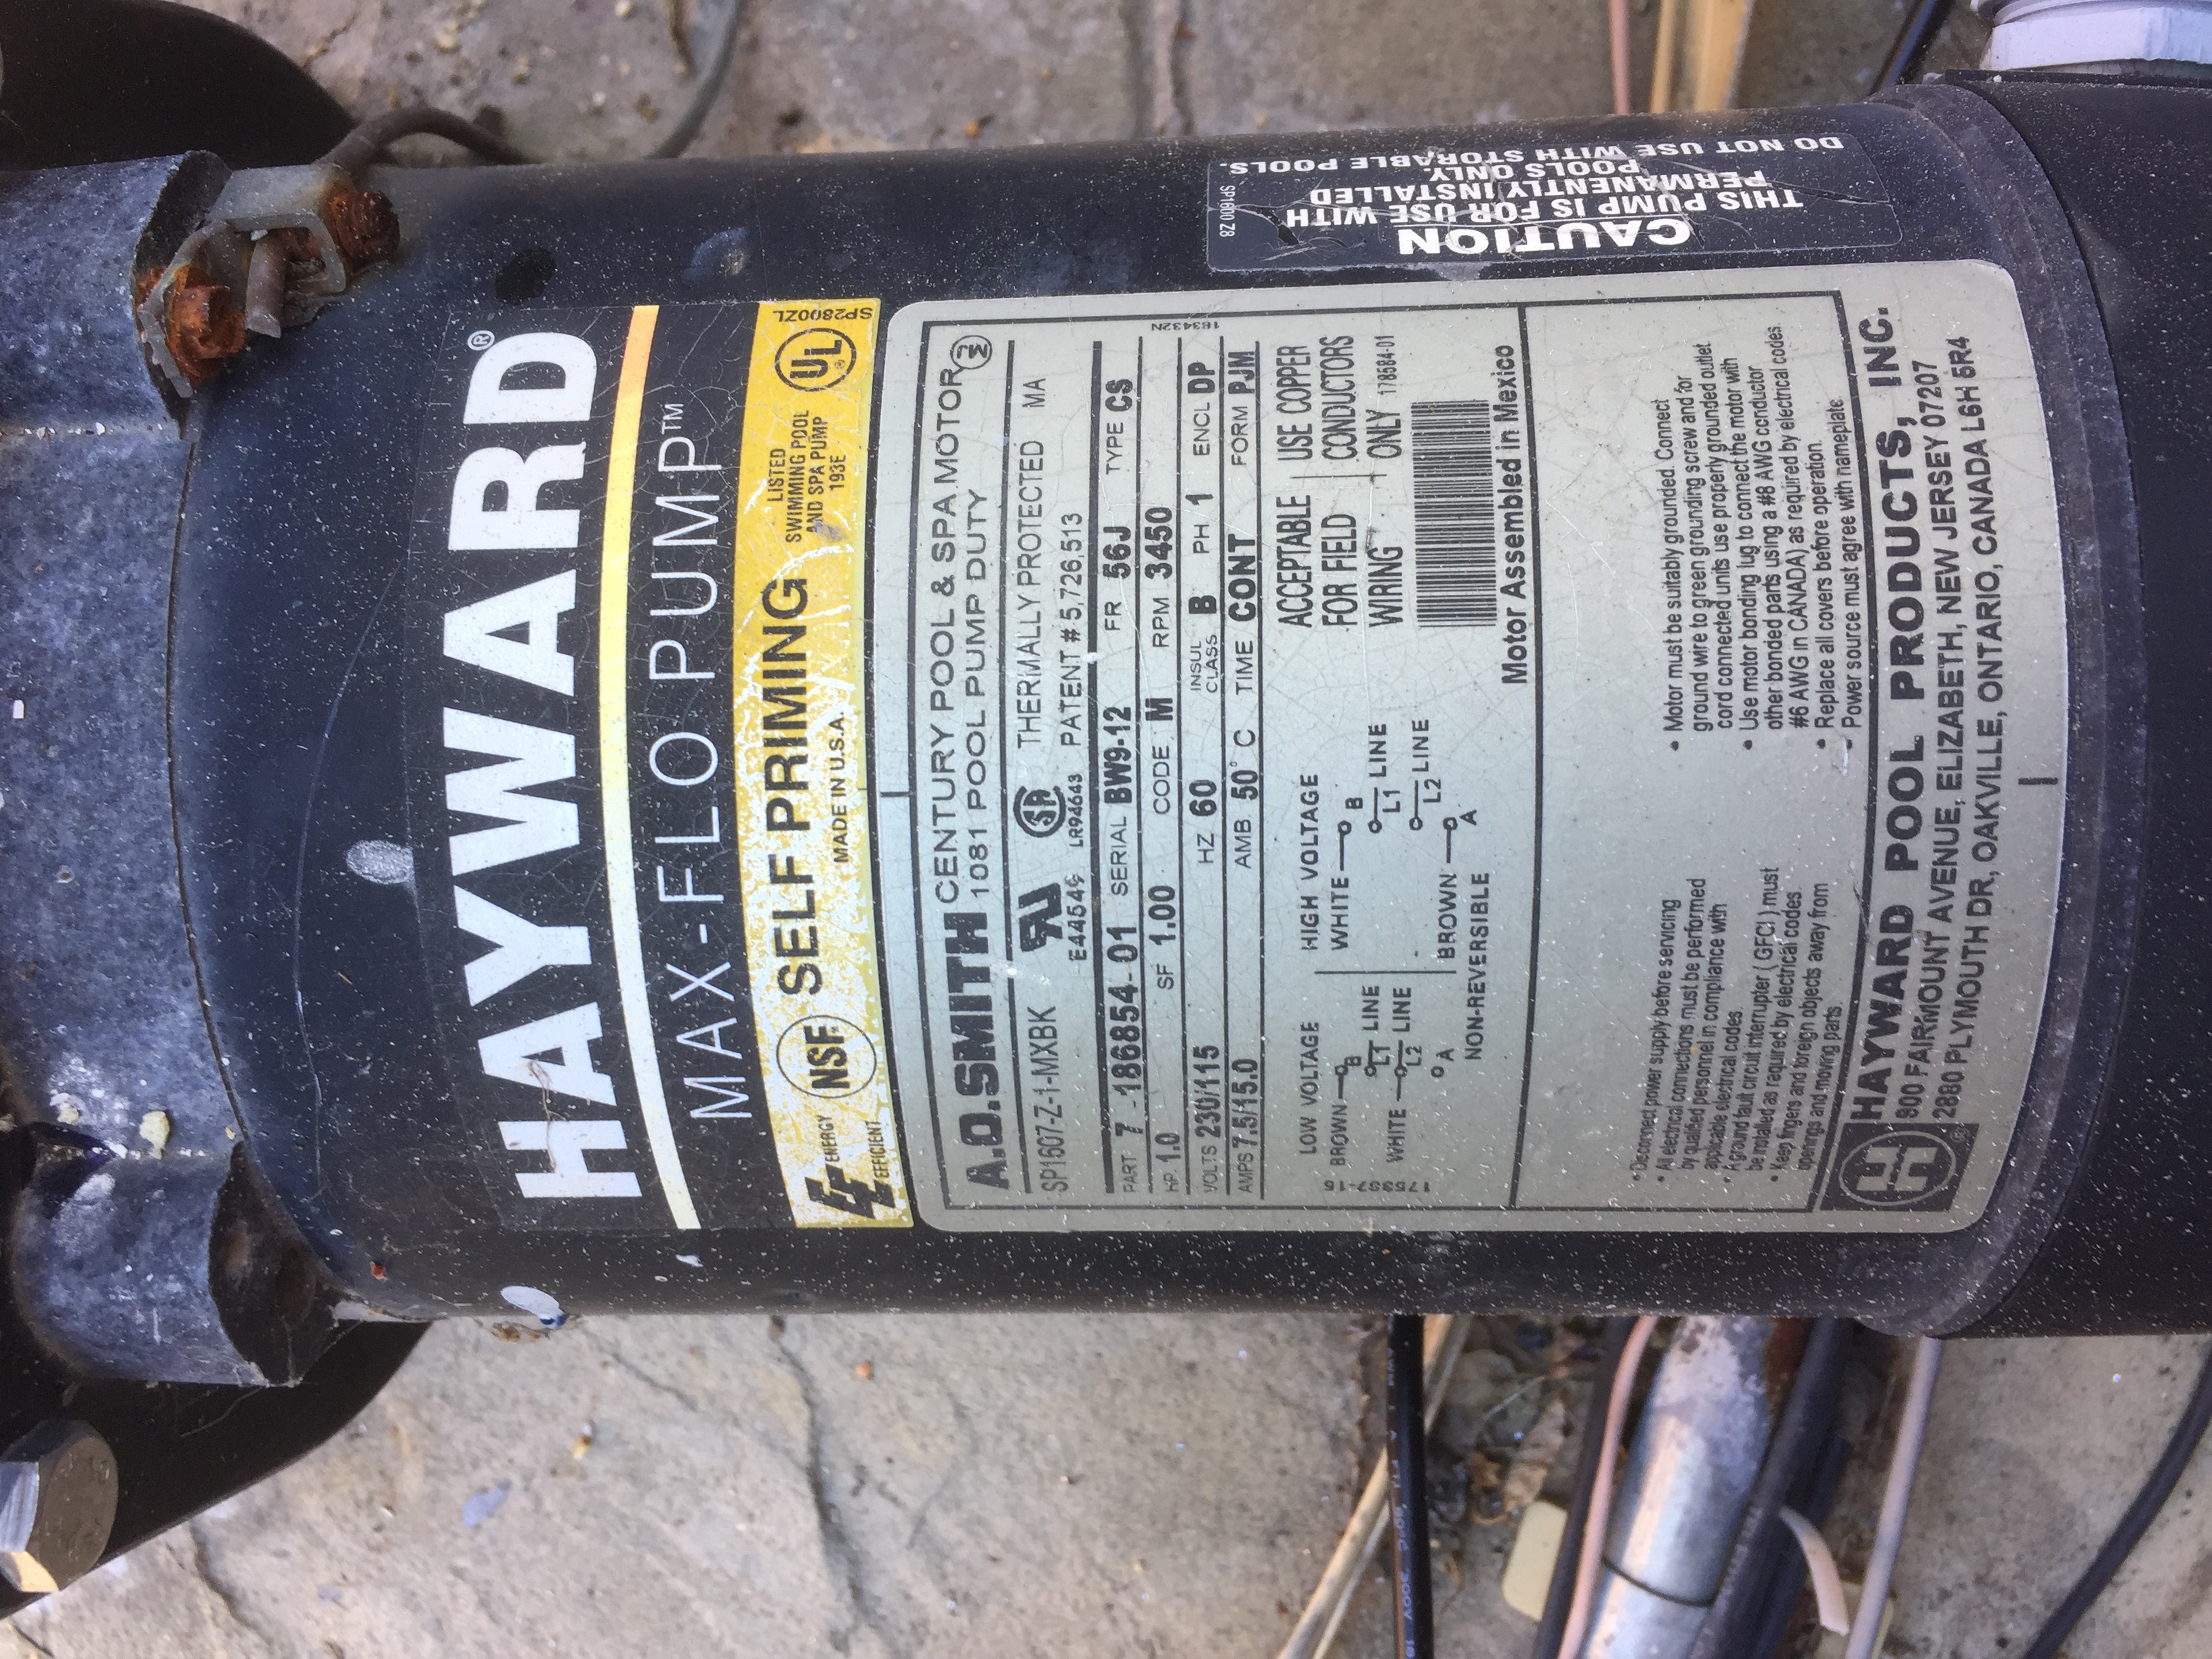 HAYWARD®
MAX-FLO PUMP™
ENERGY EFFICIENT
NSF
SELF PRIMING
MADE IN U.S.A.
LISTED
SWIMMING POOL
AND SPA PUMP
193E
UL
SP2800ZL
A.O.SMITH CENTURY POOL & SPA MOTOR
1081 POOL PUMP DUTY
SP1607-Z-1-MXBK THERMALLY PROTECTED MA
E44549 LR94643 PATENT # 5,726,513
PART 7-186854-01 SERIAL BW9-12 FR 56J TYPE CS
HP 1.0 SF 1.00 CODE M RPM 3450
163432N
VOLTS 230/115 HZ 60 INSUL CLASS B PH 1 ENCL DP
AMPS 7.5/15.0 AMB 50°C TIME CONT FORM PJM
LOW VOLTAGE
BROWN B
L1 LINE
WHITE L2 LINE
A
HIGH VOLTAGE
WHITE B
L1 LINE
L2 LINE
BROWN A
NON-REVERSIBLE
ACCEPTABLE
FOR FIELD
WIRING
USE COPPER
CONDUCTORS
ONLY 178584-01
Motor Assembled in Mexico
• Disconnect power supply before servicing
• All electrical connections must be performed
by qualified personnel in compliance with
applicable electrical codes
• A ground fault circuit interrupter ( GFCI ) must
be installed as required by electrical codes
• Keep fingers and foreign objects away from
openings and moving parts
• Motor must be suitably grounded. Connect
ground wire to green grounding screw and for
cord connected units use properly grounded outlet
• Use motor bonding lug to connect the motor with
other bonded parts using a #8 AWG conductor
#6 AWG in CANADA) as required by electrical codes
• Replace all covers before operation.
• Power source must agree with nameplate
HAYWARD POOL PRODUCTS, INC.
900 FAIRMOUNT AVENUE, ELIZABETH, NEW JERSEY 07207
2880 PLYMOUTH DR, OAKVILLE, ONTARIO, CANADA L6H 5R4
CAUTION
THIS PUMP IS FOR USE WITH
PERMANENTLY INSTALLED
POOLS ONLY.
DO NOT USE WITH STORABLE POOLS.
SP1600 Z8